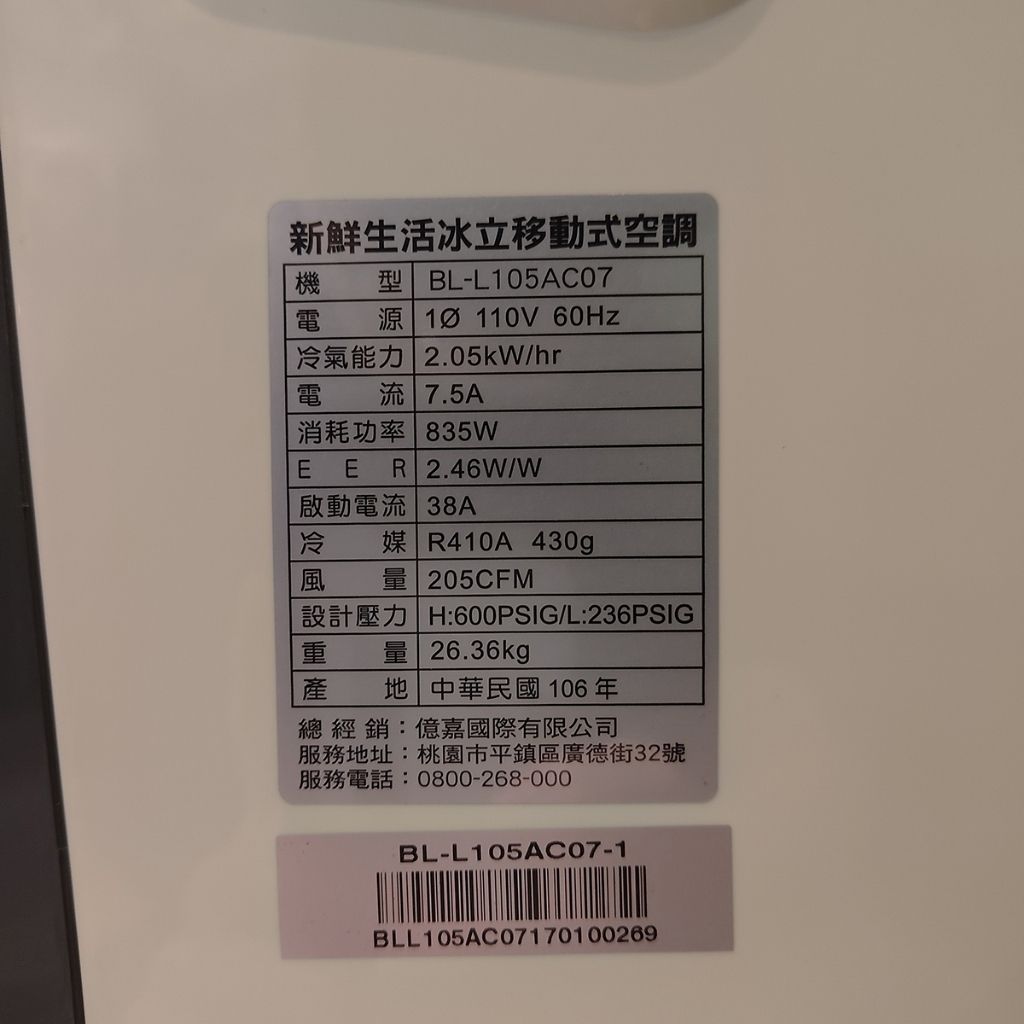 新鮮生活冰立移動式空調
機型 BL-L105AC07
電源 1Ø 110V 60Hz
冷氣能力 2.05kW/hr
電流 7.5A
消耗功率 835W
EER 2.46W/W
啟動電流 38A
冷媒 R410A 430g
風量 205CFM
設計壓力 H:600PSIG/L:236PSIG
重量 26.36kg
產地 中華民國 106 年
總經銷：億嘉國際有限公司
服務地址：桃園市平鎮區廣德街32號
服務電話：0800-268-000
BL-L105AC07-1
BLL105AC07170100269